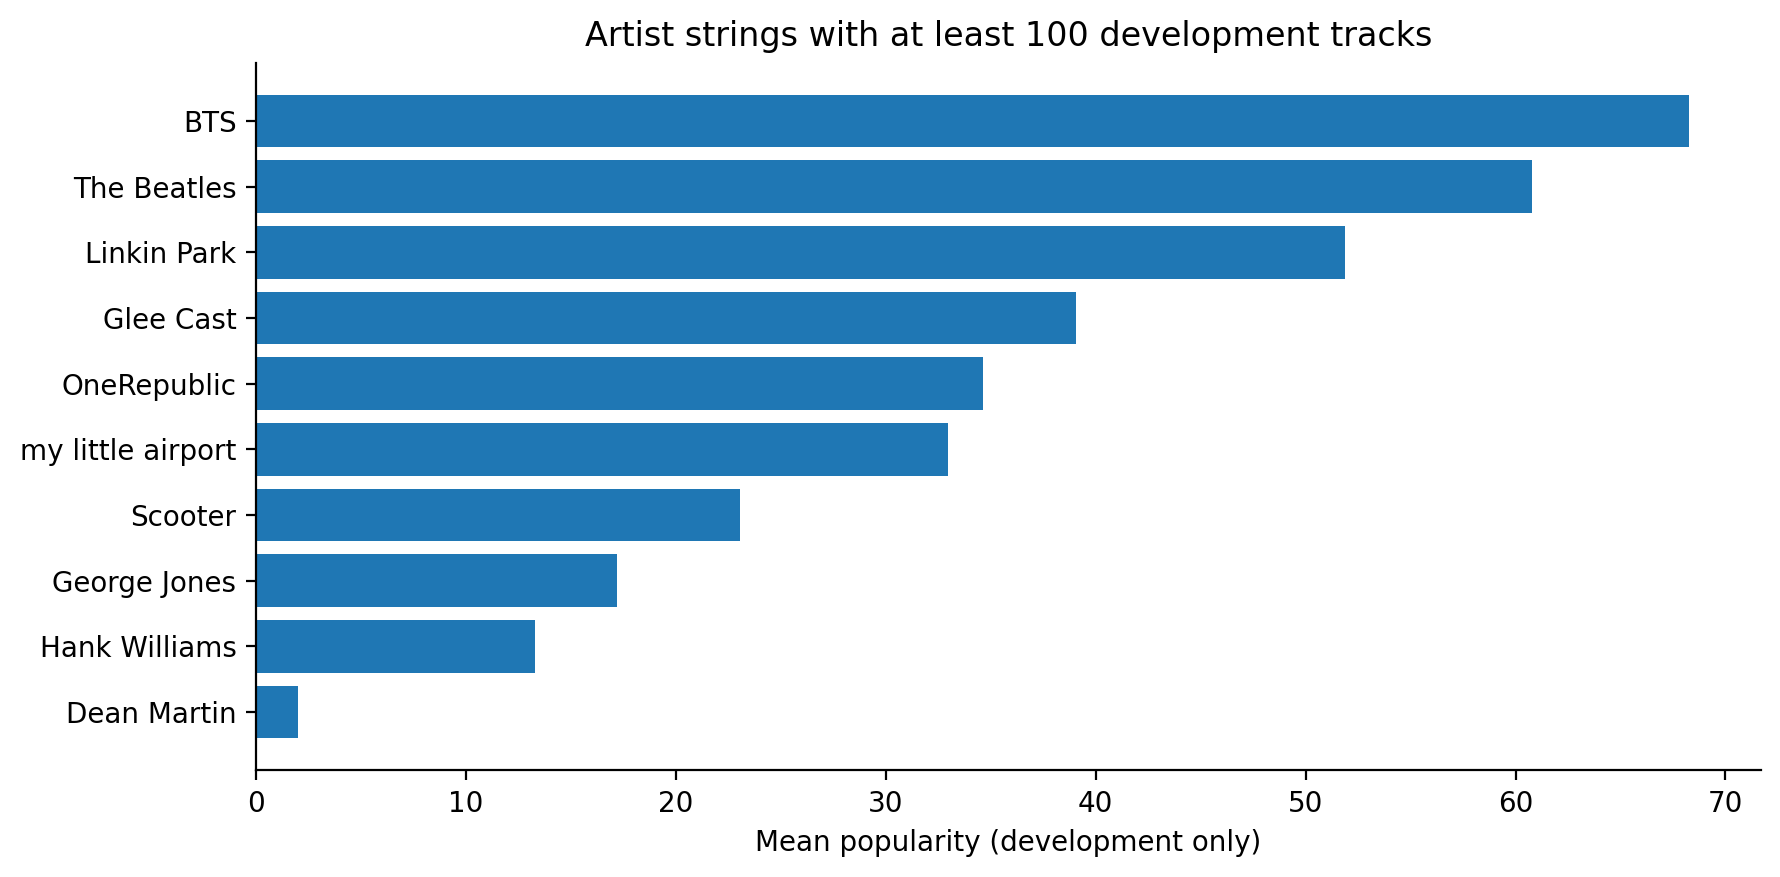 Artist strings with at least 100 development tracks
BTS
The Beatles
Linkin Park
Glee Cast
OneRepublic
my little airport
Scooter
George Jones
Hank Williams
Dean Martin
0 10 20 30 40 50 60 70
Mean popularity (development only)